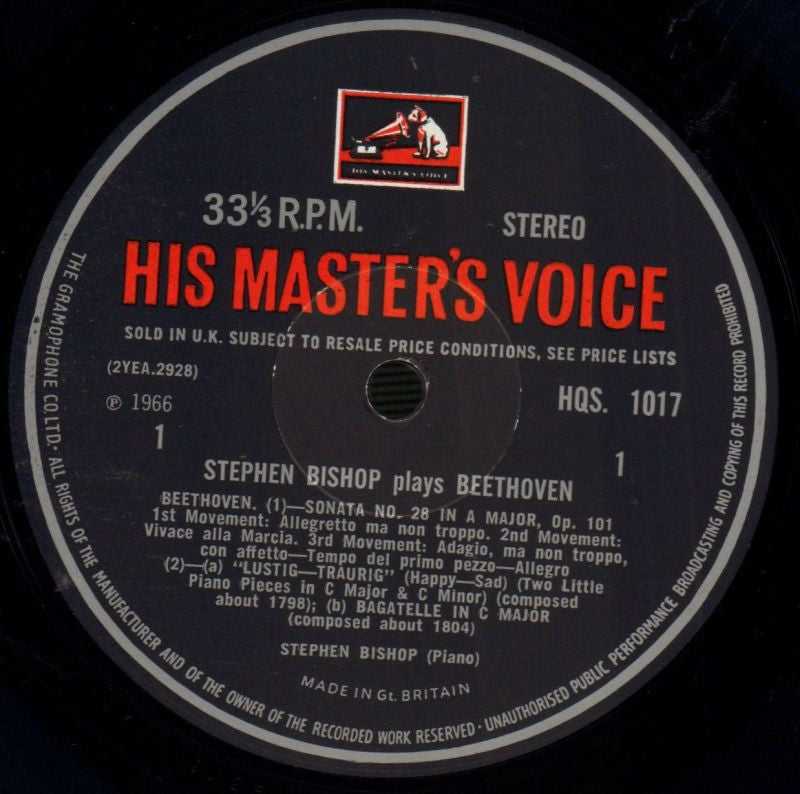 HIS MASTER'S VOICE
33⅓ R.P.M.
STEREO
HIS MASTER'S VOICE
SOLD IN U.K. SUBJECT TO RESALE PRICE CONDITIONS, SEE PRICE LISTS
(2YEA.2928)
℗ 1966
HQS. 1017
1
1
STEPHEN BISHOP plays BEETHOVEN
BEETHOVEN. (1)—SONATA NO. 28 IN A MAJOR, Op. 101
1st Movement: Allegretto ma non troppo. 2nd Movement:
Vivace alla Marcia. 3rd Movement: Adagio, ma non troppo,
con affetto—Tempo del primo pezzo—Allegro
(2)—(a) "LUSTIG—TRAURIG" (Happy—Sad) (Two Little
Piano Pieces in C Major & C Minor) (composed
about 1798); (b) BAGATELLE IN C MAJOR
(composed about 1804)
STEPHEN BISHOP (Piano)
MADE IN Gt. BRITAIN
THE GRAMOPHONE CO. LTD. · ALL RIGHTS OF THE MANUFACTURER AND OF THE OWNER OF THE RECORDED WORK RESERVED · UNAUTHORISED PUBLIC PERFORMANCE BROADCASTING AND COPYING OF THIS RECORD PROHIBITED